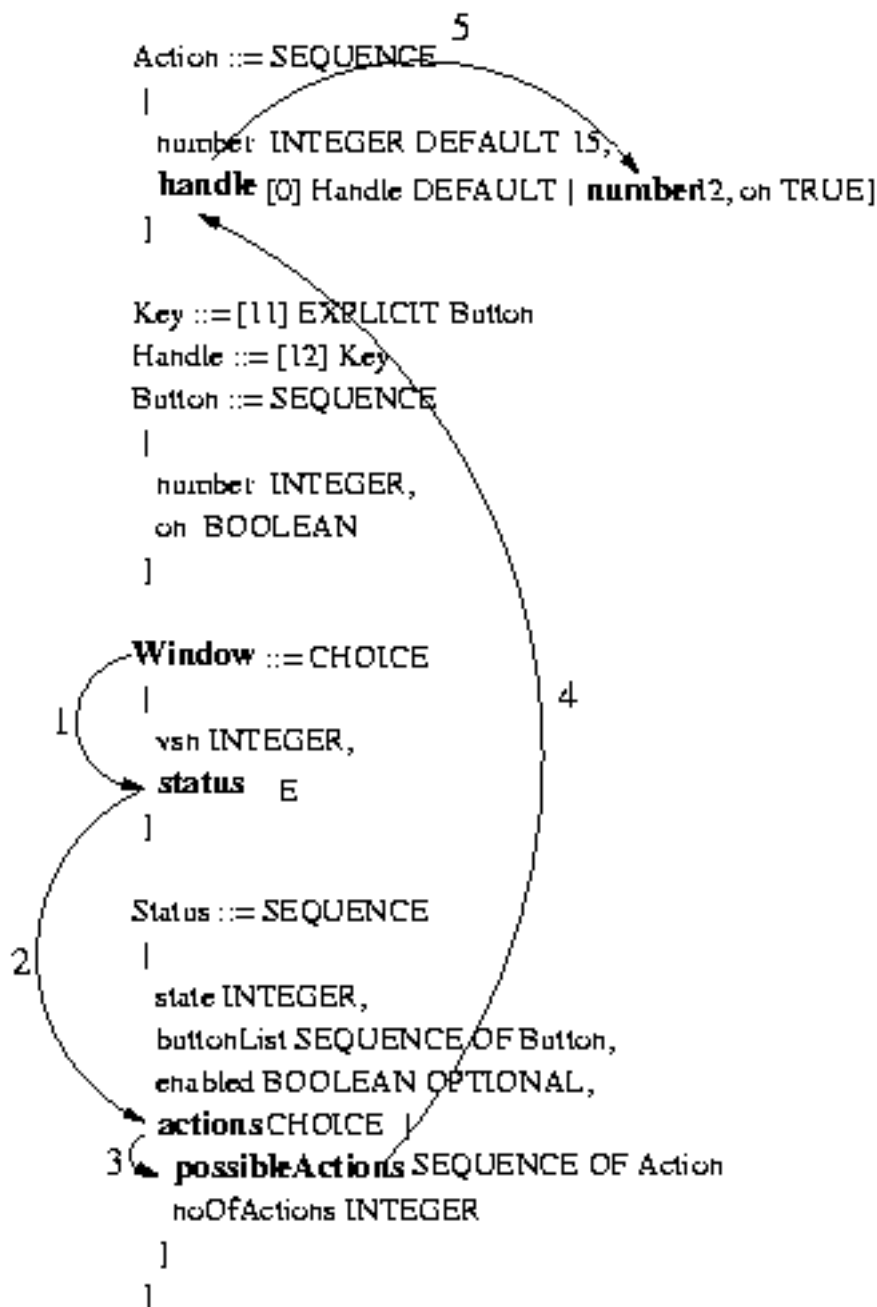 5
Action ::= SEQUENCE
|
number INTEGER DEFAULT 15,
handle [0] Handle DEFAULT | number12, on TRUE]
]
Key ::= [11] EXPLICIT Button
Handle ::= [12] Key
Button ::= SEQUENCE
|
number INTEGER,
on BOOLEAN
]
Window ::= CHOICE
4
|
1
vsn INTEGER,
status E
]
Status ::= SEQUENCE
2
|
state INTEGER,
buttonList SEQUENCE OF Button,
enabled BOOLEAN OPTIONAL,
actions CHOICE |
3 possibleActions SEQUENCE OF Action
noOfActions INTEGER
]
]